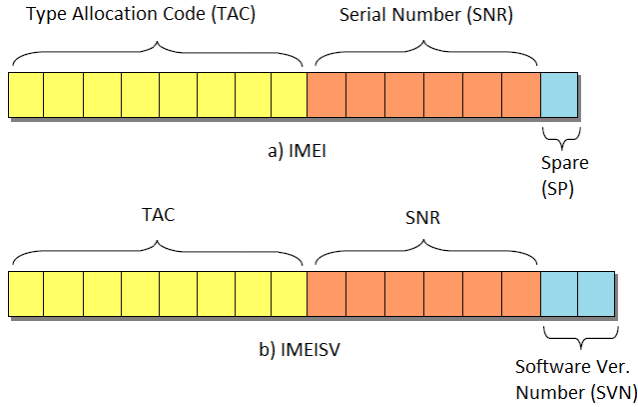 Type Allocation Code (TAC)
Serial Number (SNR)
a) IMEI
Spare
(SP)
TAC
SNR
b) IMEISV
Software Ver.
Number (SVN)